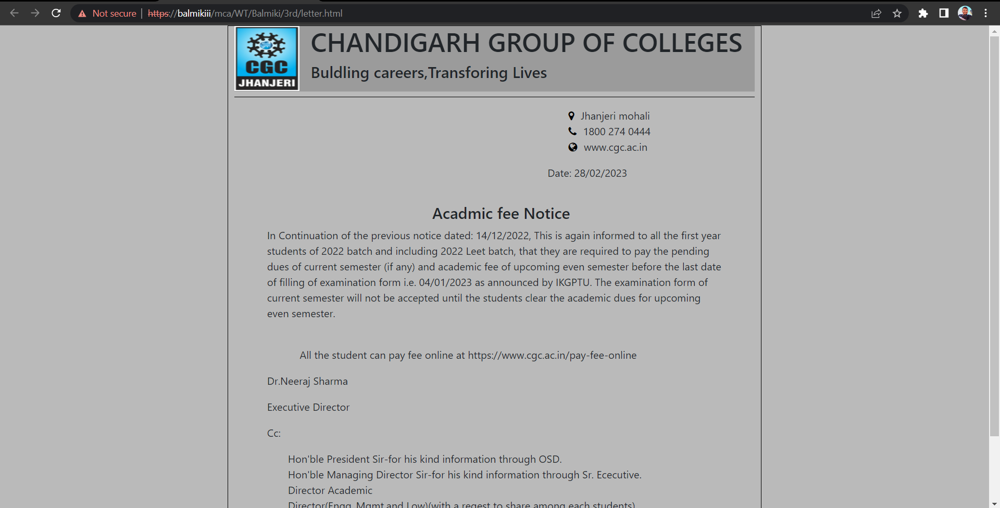 Not secure | https://balmikiii/mca/WT/Balmiki/3rd/letter.html
CGC
JHANJERI
CHANDIGARH GROUP OF COLLEGES
Buldling careers,Transforing Lives
Jhanjeri mohali
1800 274 0444
www.cgc.ac.in
Date: 28/02/2023
Acadmic fee Notice
In Continuation of the previous notice dated: 14/12/2022, This is again informed to all the first year
students of 2022 batch and including 2022 Leet batch, that they are required to pay the pending
dues of current semester (if any) and academic fee of upcoming even semester before the last date
of filling of examination form i.e. 04/01/2023 as announced by IKGPTU. The examination form of
current semester will not be accepted until the students clear the academic dues for upcoming
even semester.
All the student can pay fee online at https://www.cgc.ac.in/pay-fee-online
Dr.Neeraj Sharma
Executive Director
Cc:
Hon'ble President Sir-for his kind information through OSD.
Hon'ble Managing Director Sir-for his kind information through Sr. Ececutive.
Director Academic
Director(Engg, Mgmt,and Low)(with a reqest to share among each students)